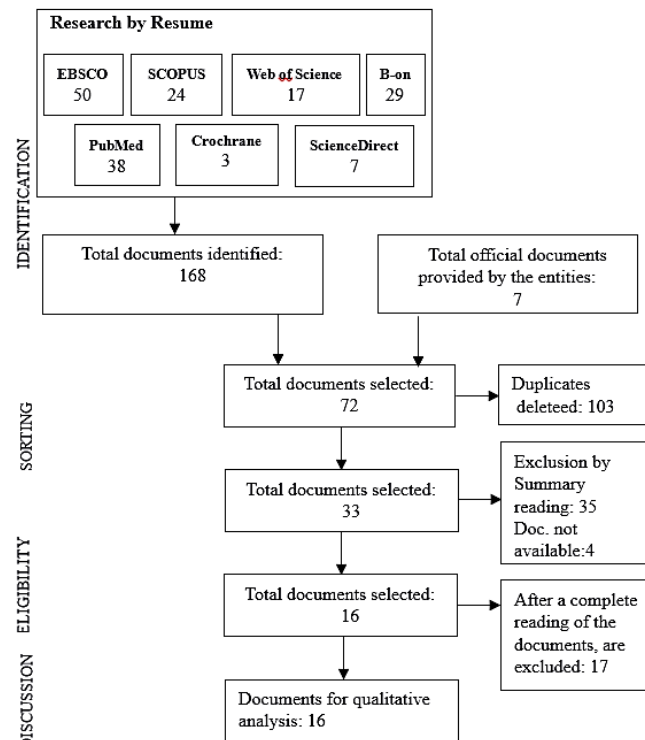 Research by Resume
EBSCO
50
SCOPUS
24
Web of Science
17
B-on
29
PubMed
38
Crochrane
3
ScienceDirect
7
IDENTIFICATION
Total documents identified:
168
Total official documents
provided by the entities:
7
SORTING
Total documents selected:
72
Duplicates
deleteed: 103
Total documents selected:
33
Exclusion by
Summary
reading: 35
Doc. not
available:4
ELIGIBILITY
Total documents selected:
16
After a complete
reading of the
documents, are
excluded: 17
DISCUSSION
Documents for qualitative
analysis: 16